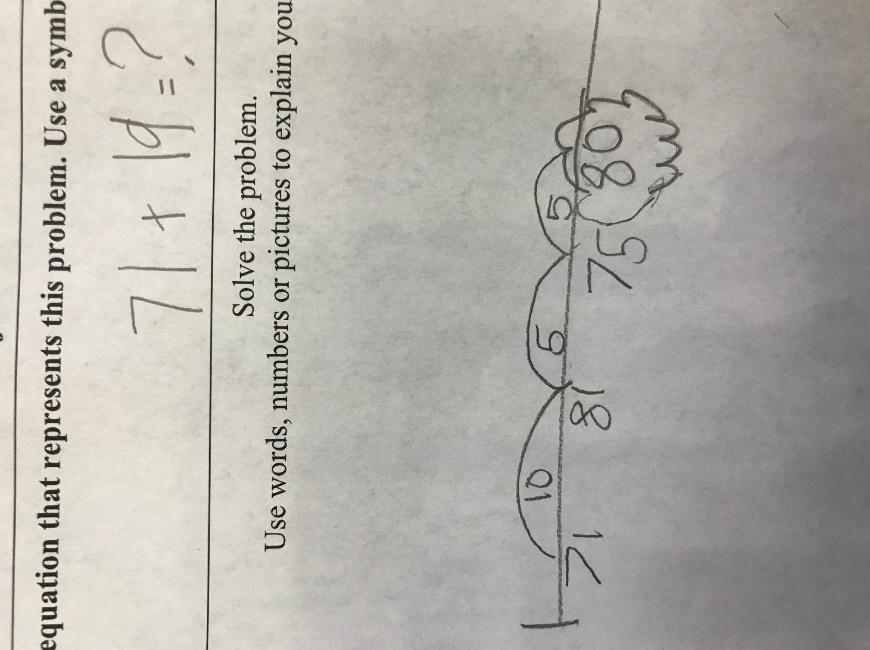 equation that represents this problem. Use a symb
71 + 19 = ?
Solve the problem.
Use words, numbers or pictures to explain you
10 6 5
71 81 75 80